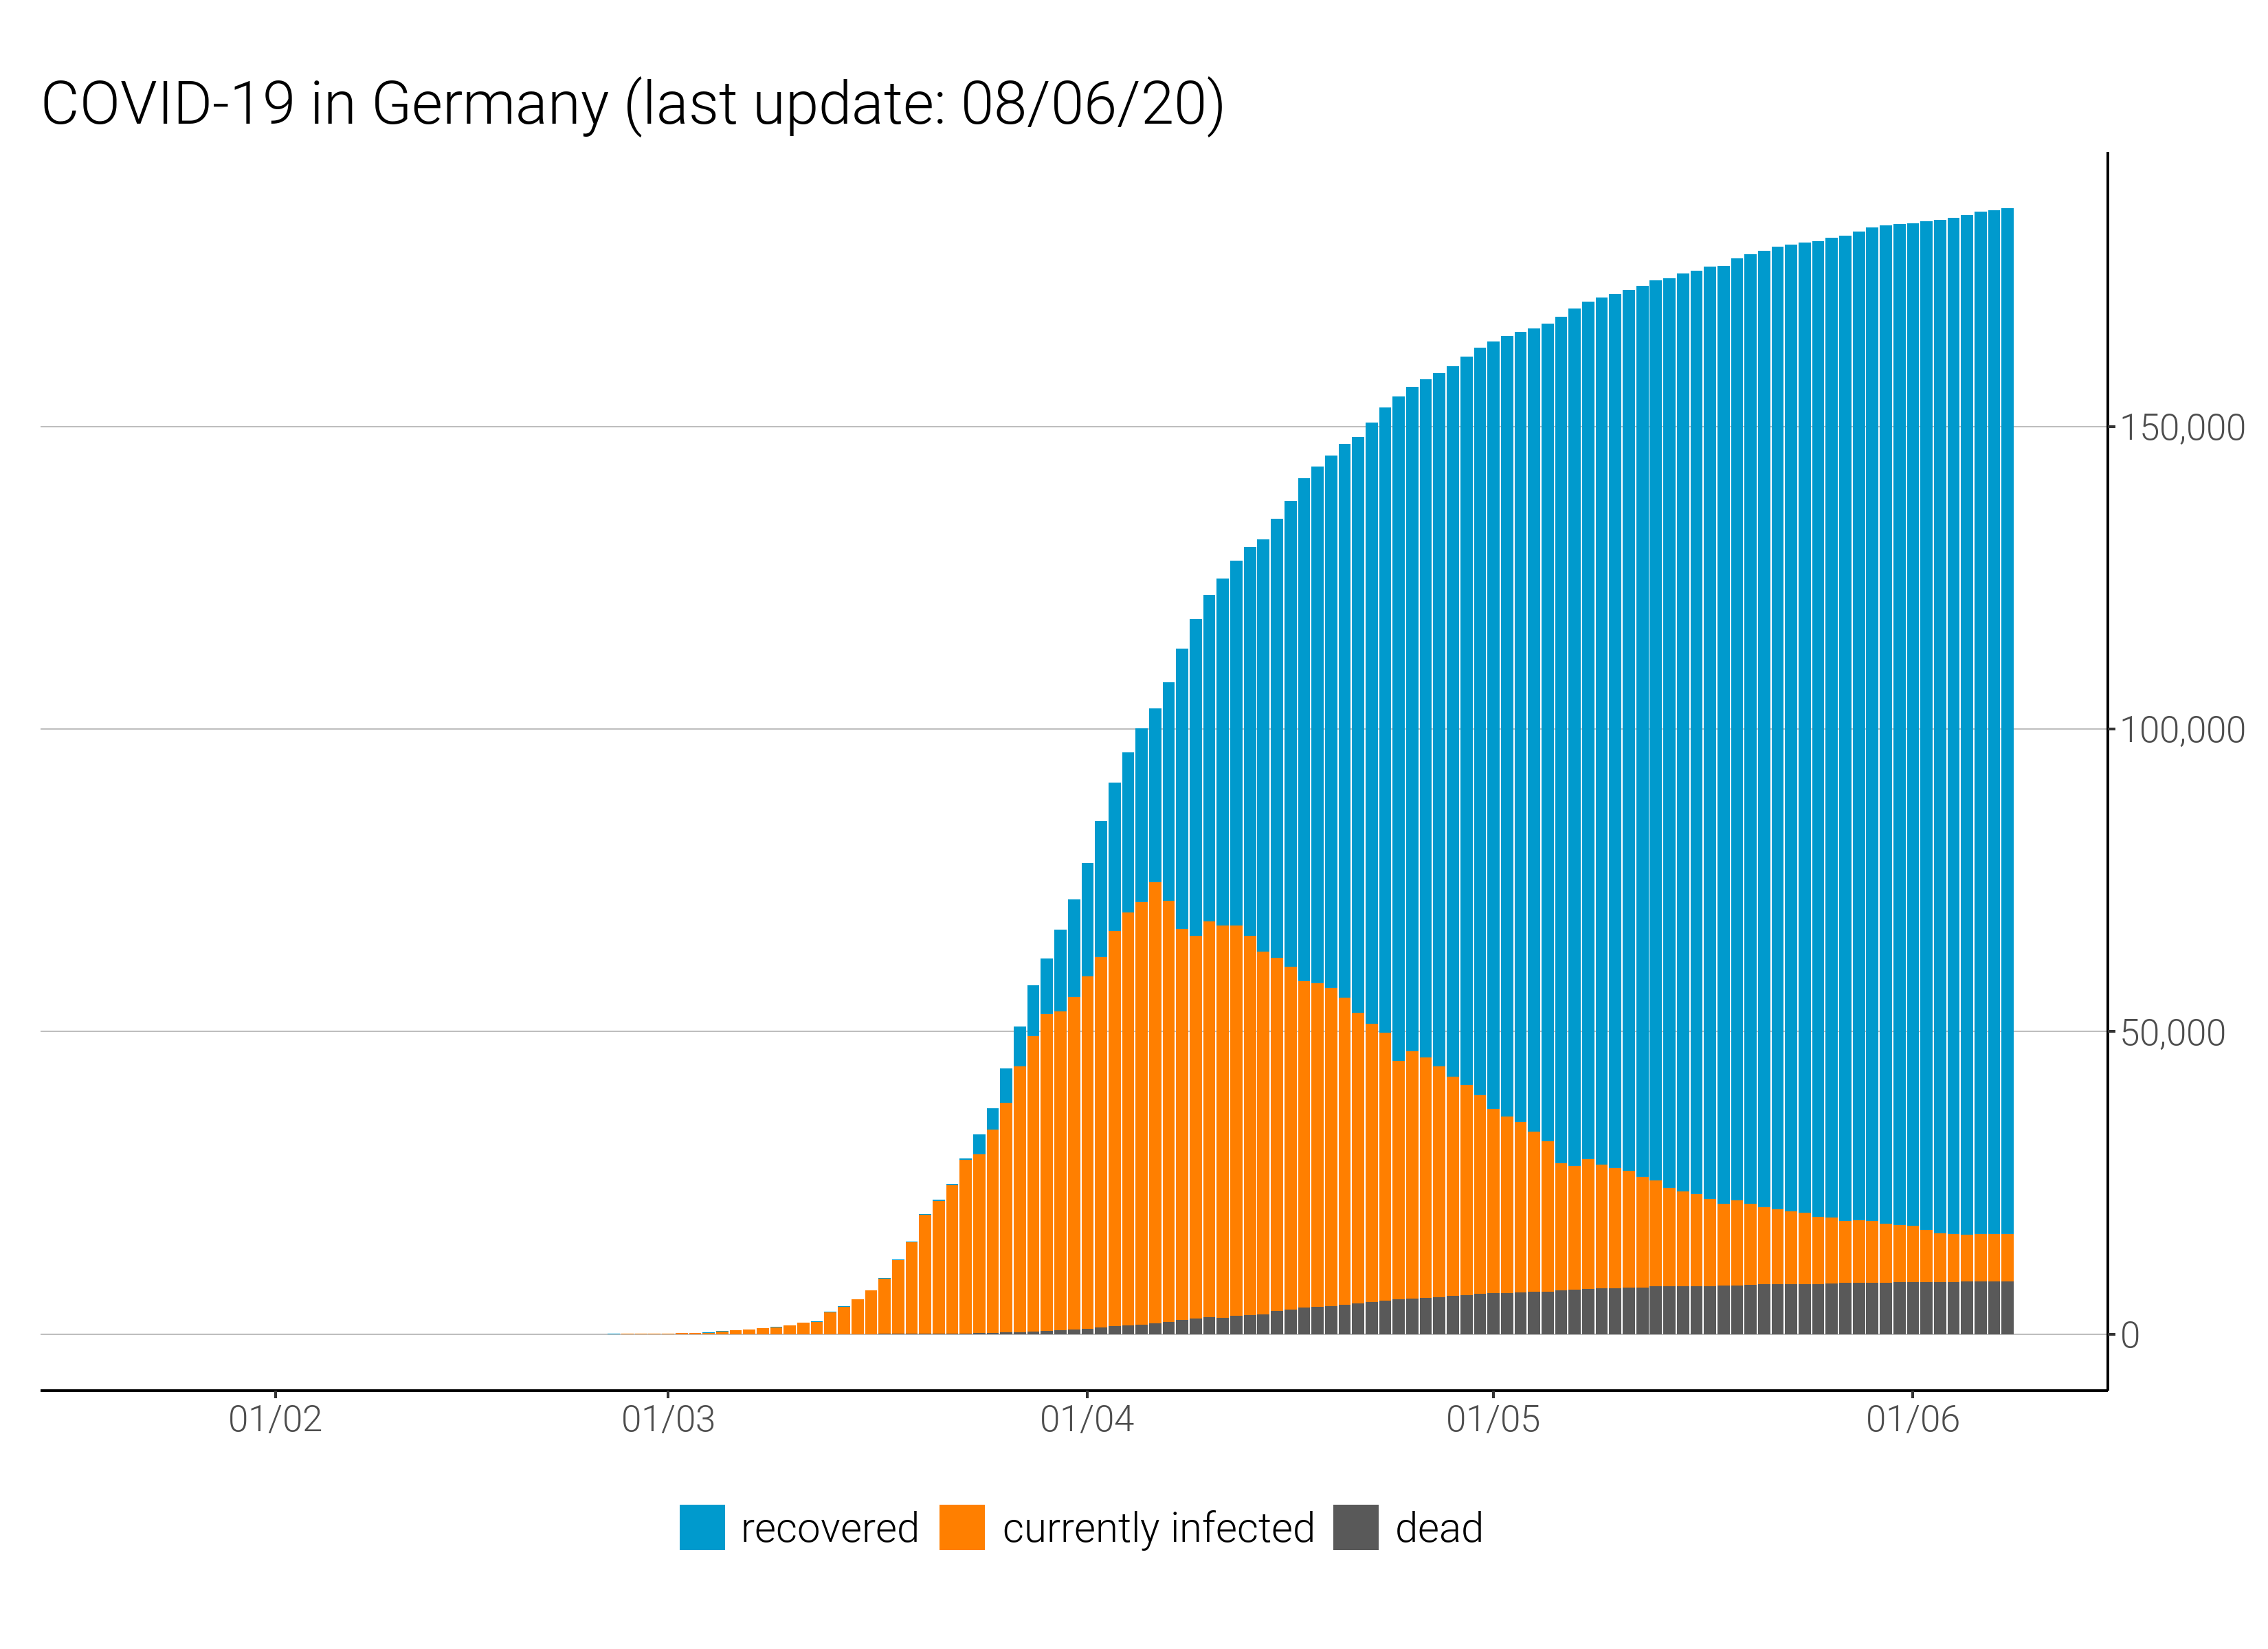 COVID-19 in Germany (last update: 08/06/20)
150,000
100,000
50,000
0
01/02 01/03 01/04 01/05 01/06
recovered currently infected dead